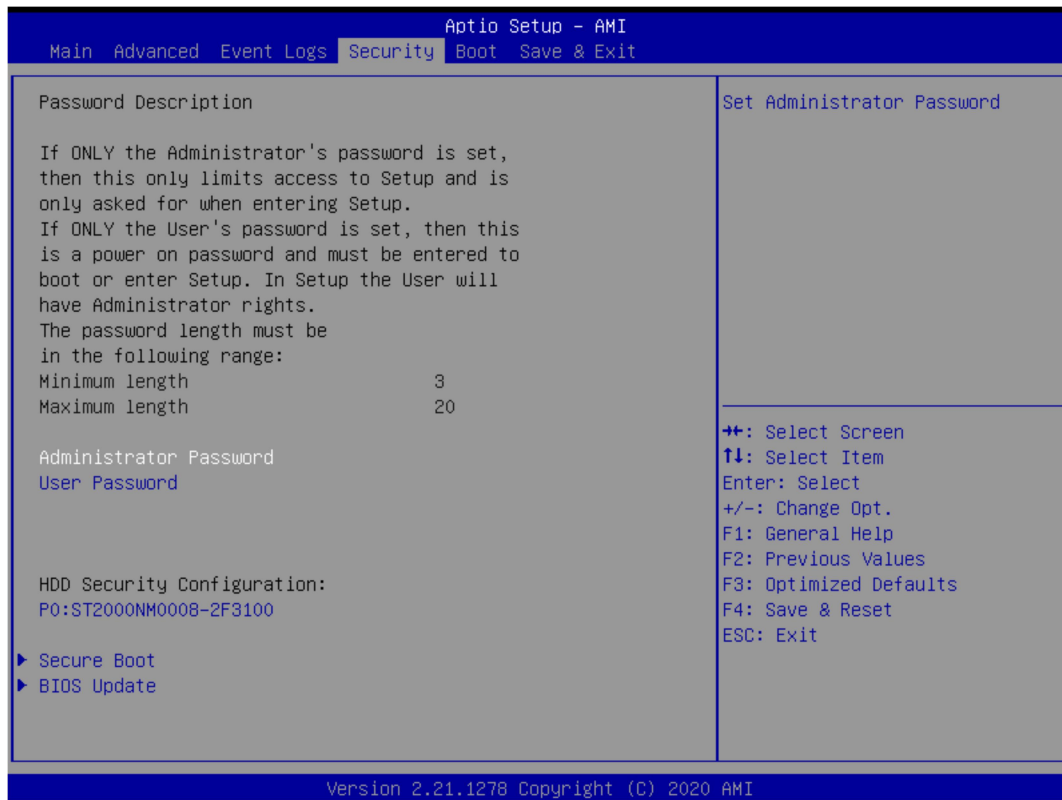 Aptio Setup - AMI
Main Advanced Event Logs Security Boot Save & Exit
Password Description
If ONLY the Administrator's password is set,
then this only limits access to Setup and is
only asked for when entering Setup.
If ONLY the User's password is set, then this
is a power on password and must be entered to
boot or enter Setup. In Setup the User will
have Administrator rights.
The password length must be
in the following range:
Minimum length 3
Maximum length 20
Administrator Password
User Password
HDD Security Configuration:
P0:ST2000NM0008-2F3100
▶ Secure Boot
▶ BIOS Update
Set Administrator Password
→←: Select Screen
↑↓: Select Item
Enter: Select
+/-: Change Opt.
F1: General Help
F2: Previous Values
F3: Optimized Defaults
F4: Save & Reset
ESC: Exit
Version 2.21.1278 Copyright (C) 2020 AMI